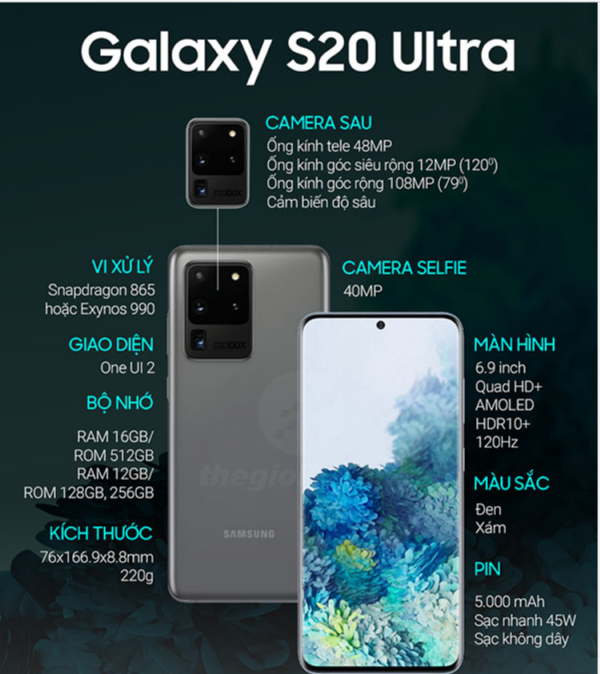 Galaxy S20 Ultra
CAMERA SAU
Ống kính tele 48MP
Ống kính góc siêu rộng 12MP (120⁰)
Ống kính góc rộng 108MP (79⁰)
Cảm biến độ sâu
VI XỬ LÝ
Snapdragon 865
hoặc Exynos 990
GIAO DIỆN
One UI 2
BỘ NHỚ
RAM 16GB/
ROM 512GB
RAM 12GB/
ROM 128GB, 256GB
KÍCH THƯỚC
76x166.9x8.8mm
220g
CAMERA SELFIE
40MP
MÀN HÌNH
6.9 inch
Quad HD+
AMOLED
HDR10+
120Hz
MÀU SẮC
Đen
Xám
PIN
5.000 mAh
Sạc nhanh 45W
Sạc không dây
thegio
SAMSUNG